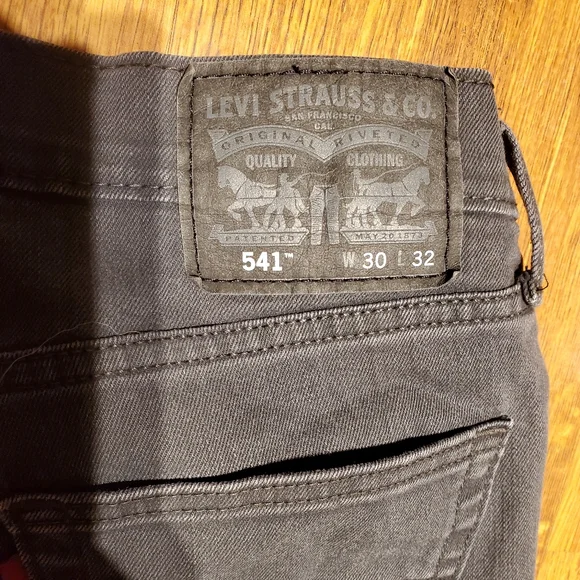 LEVI STRAUSS & CO.
SAN FRANCISCO
CAL.
ORIGINAL RIVETED
QUALITY CLOTHING
PATENTED MAY 20 1873
541™ W 30 L 32